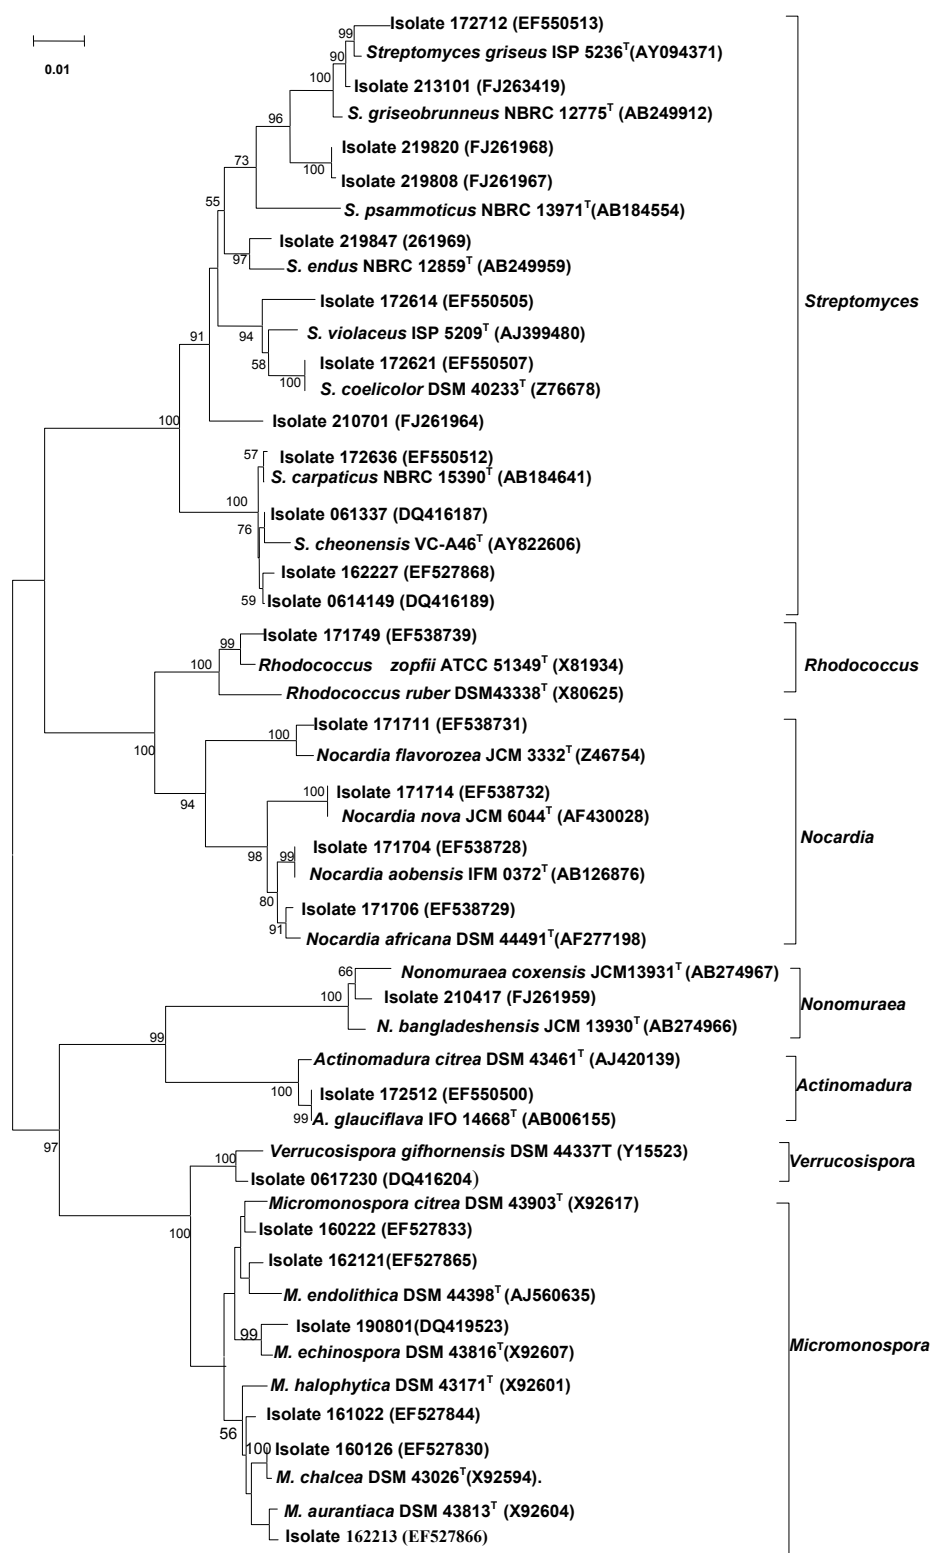 0.01
99
Isolate 172712 (EF550513)
Streptomyces griseus ISP 5236T(AY094371)
90
100
Isolate 213101 (FJ263419)
S. griseobrunneus NBRC 12775T (AB249912)
96
Isolate 219820 (FJ261968)
100
Isolate 219808 (FJ261967)
73
S. psammoticus NBRC 13971T(AB184554)
55
Isolate 219847 (261969)
97
S. endus NBRC 12859T (AB249959)
Streptomyces
Isolate 172614 (EF550505)
94
S. violaceus ISP 5209T (AJ399480)
91
58
Isolate 172621 (EF550507)
100
S. coelicolor DSM 40233T (Z76678)
100
Isolate 210701 (FJ261964)
57
Isolate 172636 (EF550512)
S. carpaticus NBRC 15390T (AB184641)
100
Isolate 061337 (DQ416187)
76
S. cheonensis VC-A46T (AY822606)
Isolate 162227 (EF527868)
59
Isolate 0614149 (DQ416189)
99
Isolate 171749 (EF538739)
100
Rhodococcus zopfii ATCC 51349T (X81934)
Rhodococcus
Rhodococcus ruber DSM43338T (X80625)
100
Isolate 171711 (EF538731)
100
Nocardia flavorozea JCM 3332T (Z46754)
94
100
Isolate 171714 (EF538732)
Nocardia nova JCM 6044T (AF430028)
Nocardia
98
99
Isolate 171704 (EF538728)
Nocardia aobensis IFM 0372T(AB126876)
80
Isolate 171706 (EF538729)
91
Nocardia africana DSM 44491T(AF277198)
66
Nonomuraea coxensis JCM13931T (AB274967)
100
Isolate 210417 (FJ261959)
Nonomuraea
N. bangladeshensis JCM 13930T(AB274966)
99
Actinomadura citrea DSM 43461T (AJ420139)
100
Isolate 172512 (EF550500)
Actinomadura
99
A. glauciflava IFO 14668T (AB006155)
97
Verrucosispora gifhornensis DSM 44337T (Y15523)
100
Verrucosispora
Isolate 0617230 (DQ416204)
100
Micromonospora citrea DSM 43903T (X92617)
Isolate 160222 (EF527833)
Isolate 162121(EF527865)
M. endolithica DSM 44398T(AJ560635)
99
Isolate 190801(DQ419523)
M. echinospora DSM 43816T(X92607)
Micromonospora
M. halophytica DSM 43171T (X92601)
Isolate 161022 (EF527844)
56
100
Isolate 160126 (EF527830)
M. chalcea DSM 43026T(X92594).
M. aurantiaca DSM 43813T (X92604)
Isolate 162213 (EF527866)